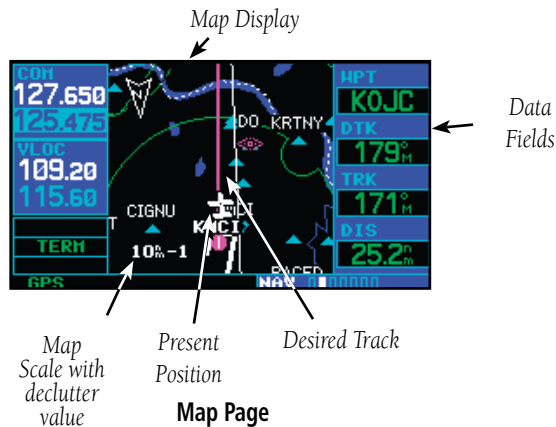 Map Display
COM
127.650
125.475
VLOC
109.20
115.60
TERM
GPS
DO
KRTNY
CIGNU
T
KMCI
10nm-1
WPT
KOJC
DTK
179°M
TRK
171°M
DIS
25.2nm
NAV
Data
Fields
Map
Scale with
declutter
value
Present
Position
Desired Track
Map Page